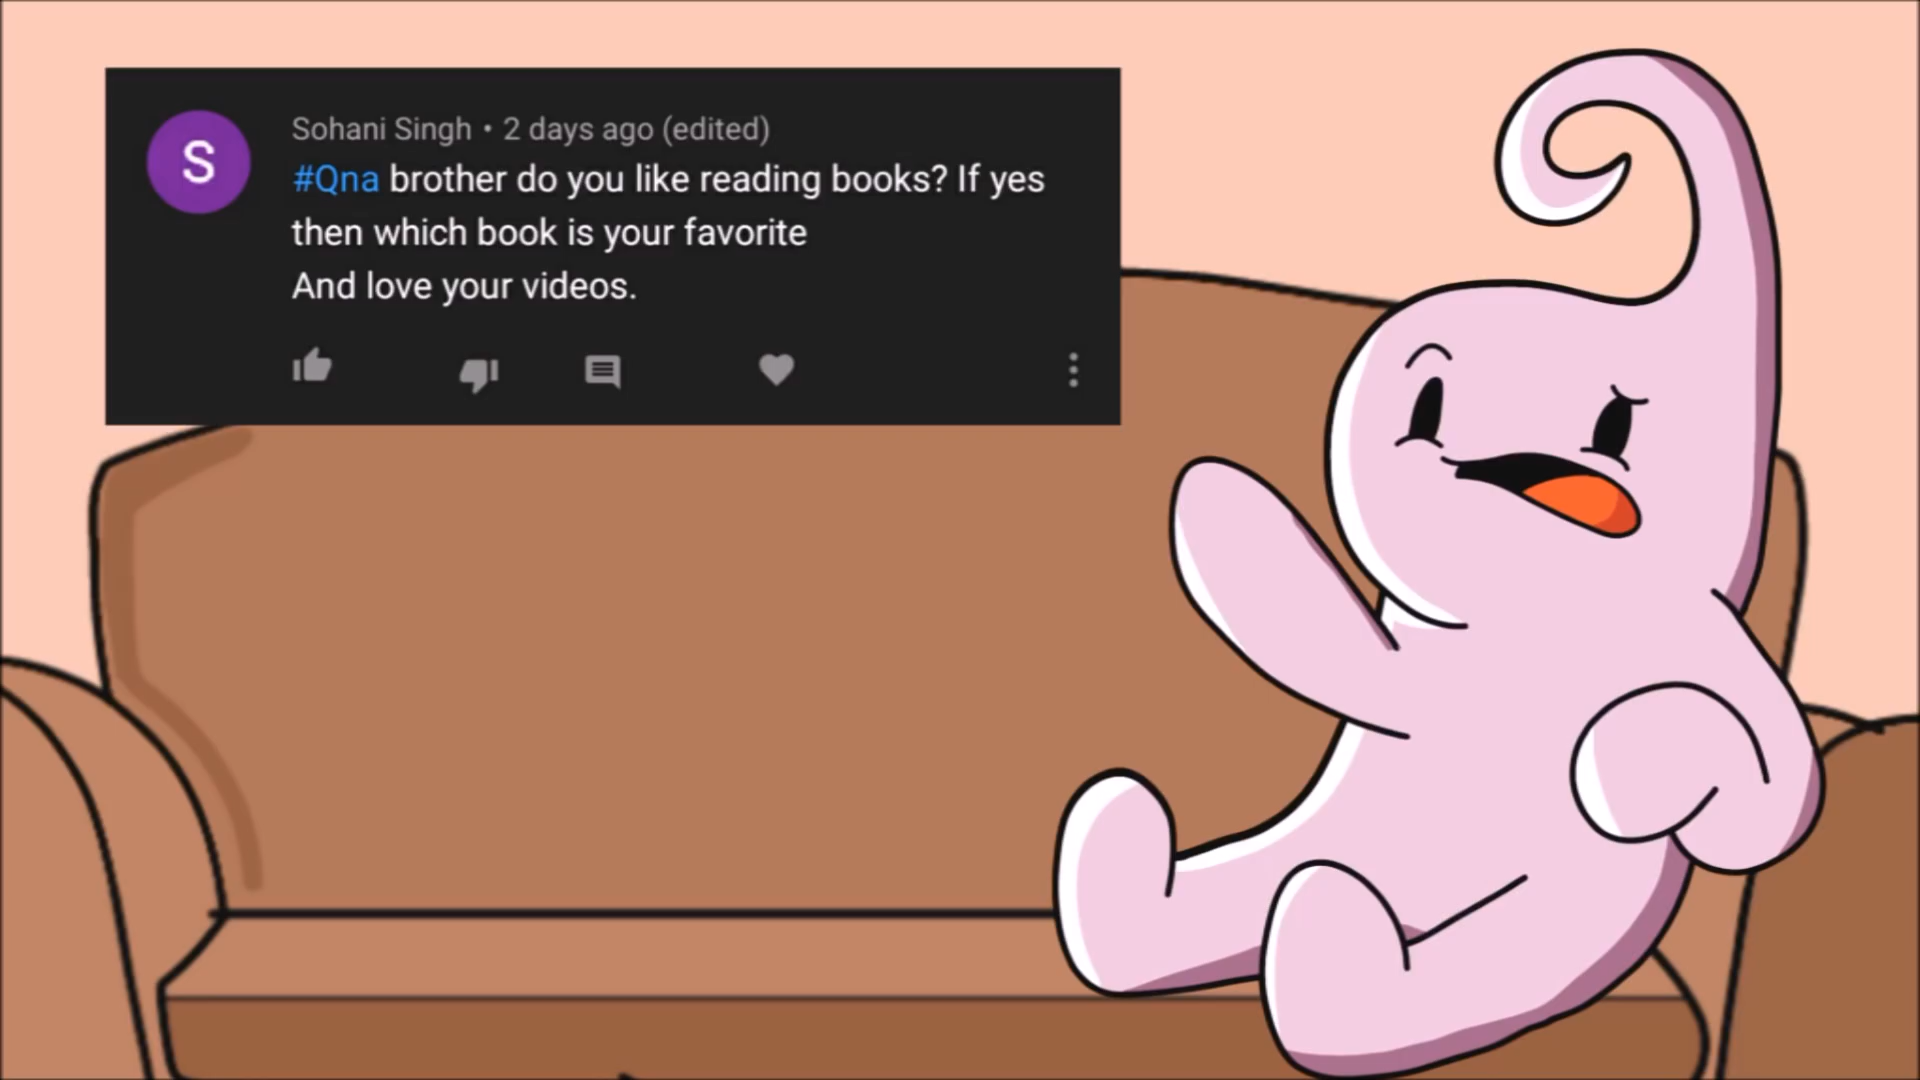 S
Sohani Singh • 2 days ago (edited)
#Qna brother do you like reading books? If yes
then which book is your favorite
And love your videos.